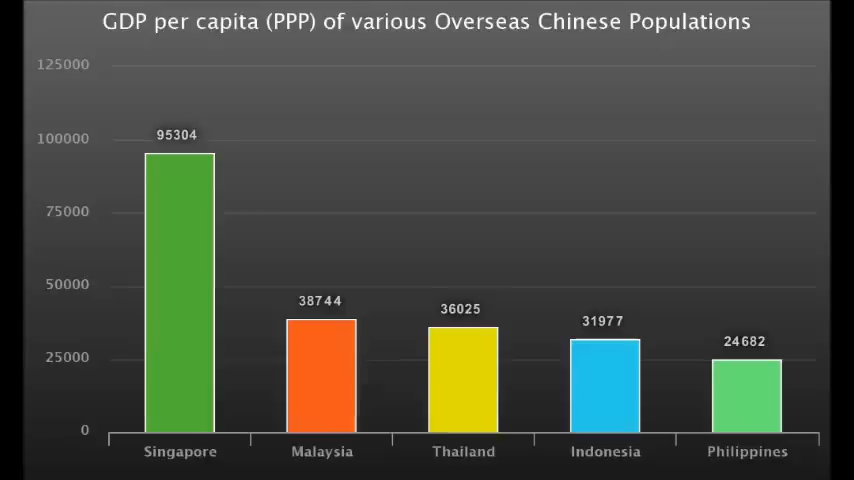 GDP per capita (PPP) of various Overseas Chinese Populations
125000
100000
75000
50000
25000
0
95304
38744
36025
31977
24682
Singapore
Malaysia
Thailand
Indonesia
Philippines